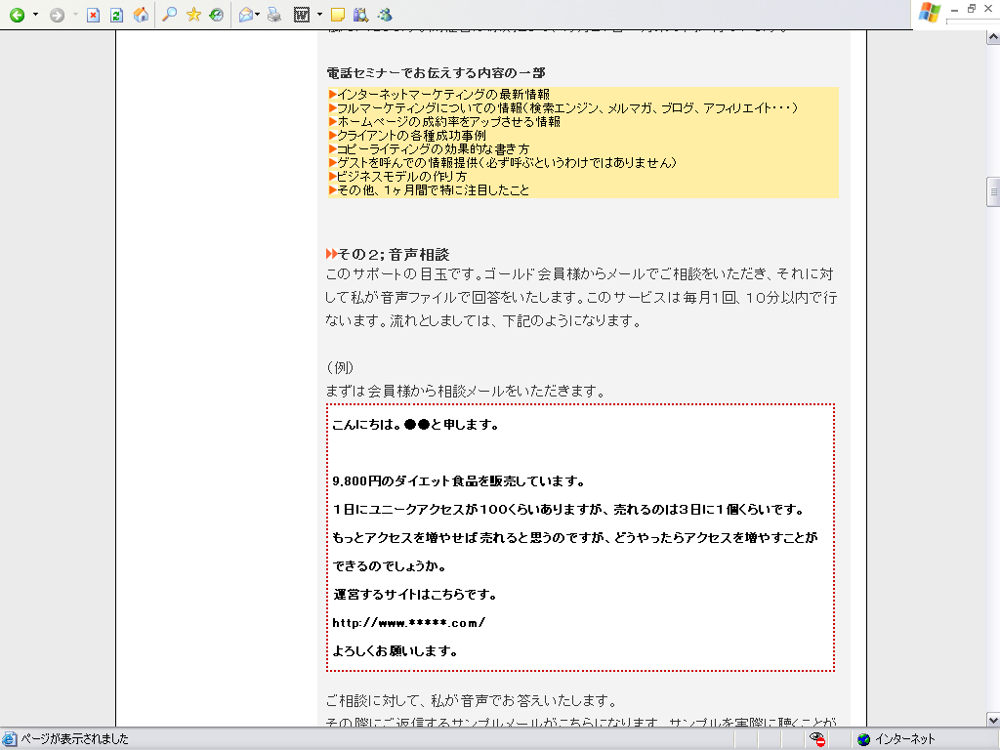 電話セミナーでお伝えする内容の一部
▶インターネットマーケティングの最新情報
▶フルマーケティングについての情報（検索エンジン、メルマガ、ブログ、アフィリエイト・・・）
▶ホームページの成約率をアップさせる情報
▶クライアントの各種成功事例
▶コピーライティングの効果的な書き方
▶ゲストを呼んでの情報提供（必ず呼ぶというわけではありません）
▶ビジネスモデルの作り方
▶その他、１ヶ月間で特に注目したこと
その２；音声相談
このサポートの目玉です。ゴールド会員様からメールでご相談をいただき、それに対
して私が音声ファイルで回答をいたします。このサービスは毎月１回、１０分以内で行
ないます。流れとしましては、下記のようになります。
（例）
まずは会員様から相談メールをいただきます。
こんにちは。●●と申します。
9,800円のダイエット食品を販売しています。
１日にユニークアクセスが１００くらいありますが、売れるのは３日に１個くらいです。
もっとアクセスを増やせば売れると思うのですが、どうやったらアクセスを増やすことが
できるのでしょうか。
運営するサイトはこちらです。
http://www.*****.com/
よろしくお願いします。
ご相談に対して、私が音声でお答えいたします。
その際にご返信するサンプルメールがこちらになります。サンプルを実際に聴くことが
ページが表示されました
インターネット